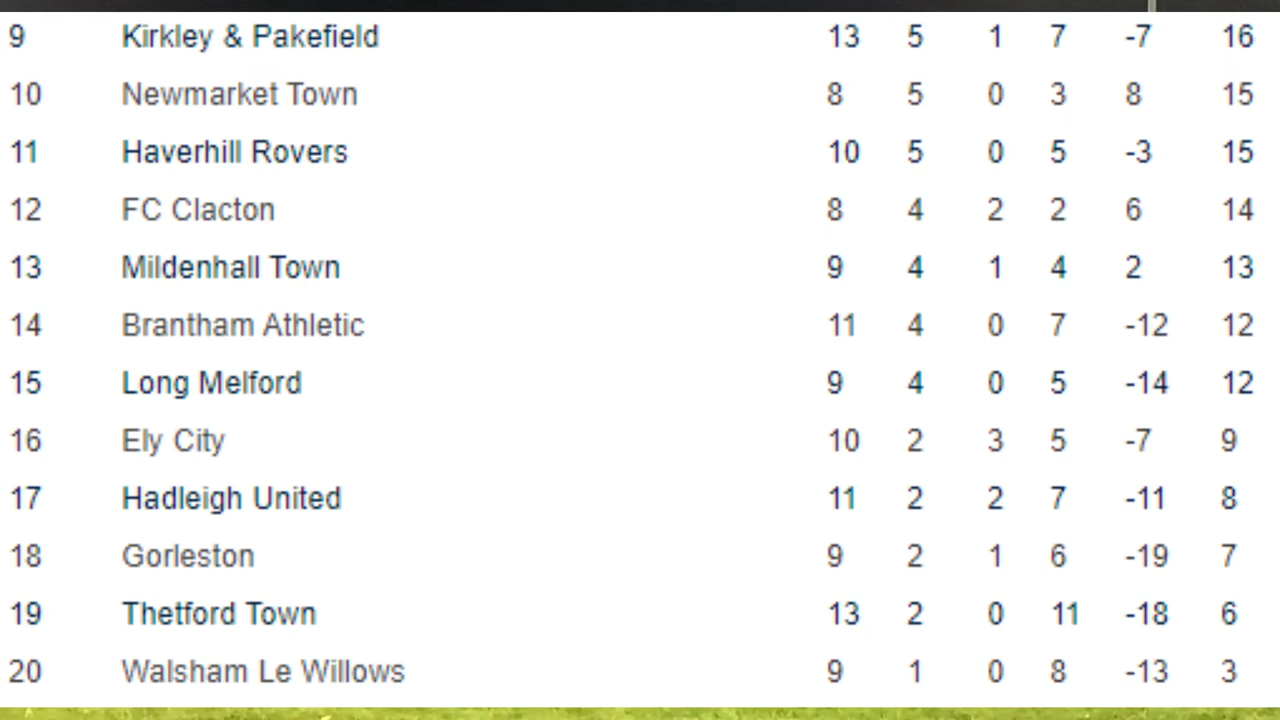 9 Kirkley & Pakefield 13 5 1 7 -7 16
10 Newmarket Town 8 5 0 3 8 15
11 Haverhill Rovers 10 5 0 5 -3 15
12 FC Clacton 8 4 2 2 6 14
13 Mildenhall Town 9 4 1 4 2 13
14 Brantham Athletic 11 4 0 7 -12 12
15 Long Melford 9 4 0 5 -14 12
16 Ely City 10 2 3 5 -7 9
17 Hadleigh United 11 2 2 7 -11 8
18 Gorleston 9 2 1 6 -19 7
19 Thetford Town 13 2 0 11 -18 6
20 Walsham Le Willows 9 1 0 8 -13 3